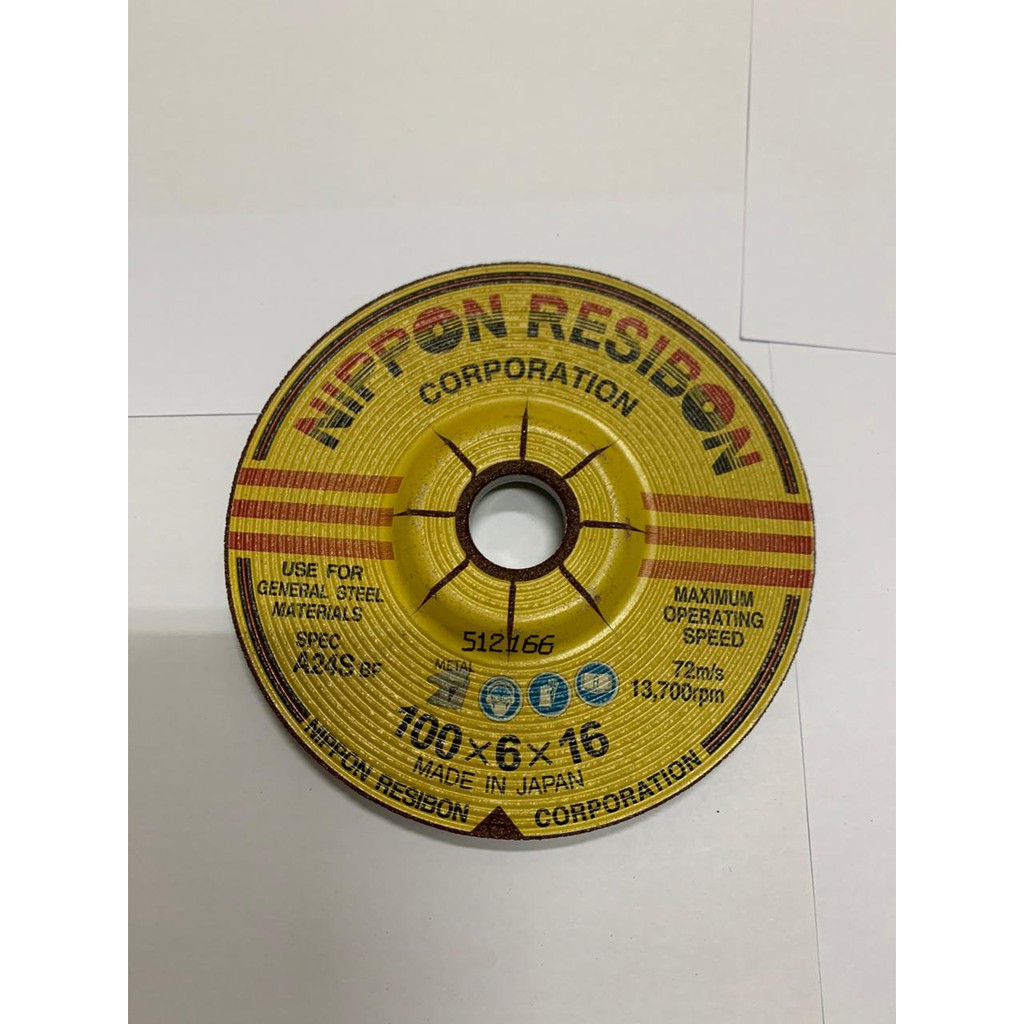 NIPPON RESIBON
CORPORATION
USE FOR
GENERAL STEEL
MATERIALS
SPEC
A24S BF
MAXIMUM
OPERATING
SPEED
72m/s
13,700rpm
512166
METAL
100×6×16
MADE IN JAPAN
NIPPON RESIBON CORPORATION